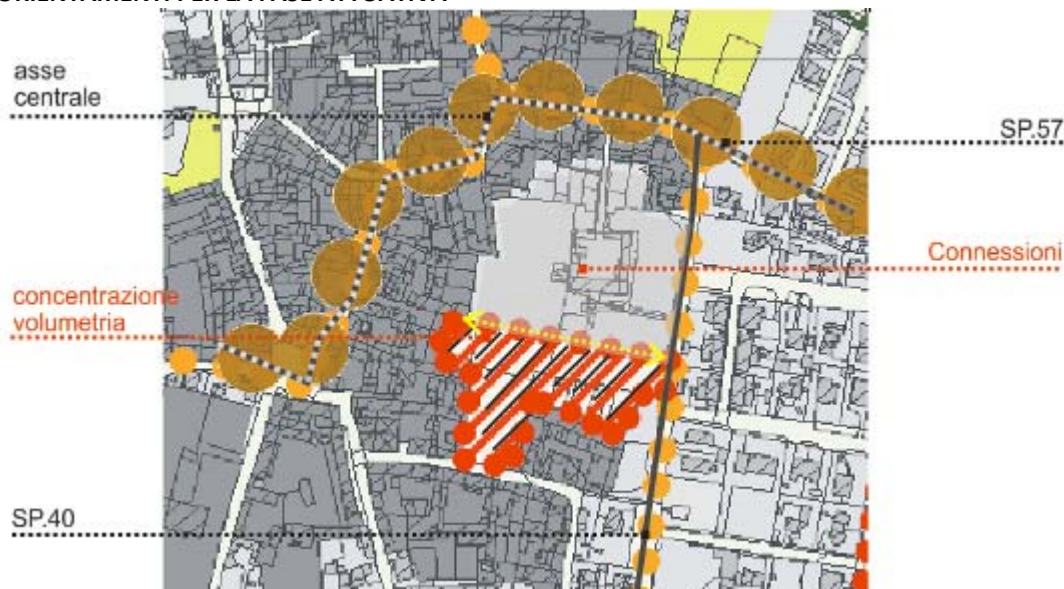 asse
centrale
SP.57
Connessioni
concentrazione
volumetria
SP.40